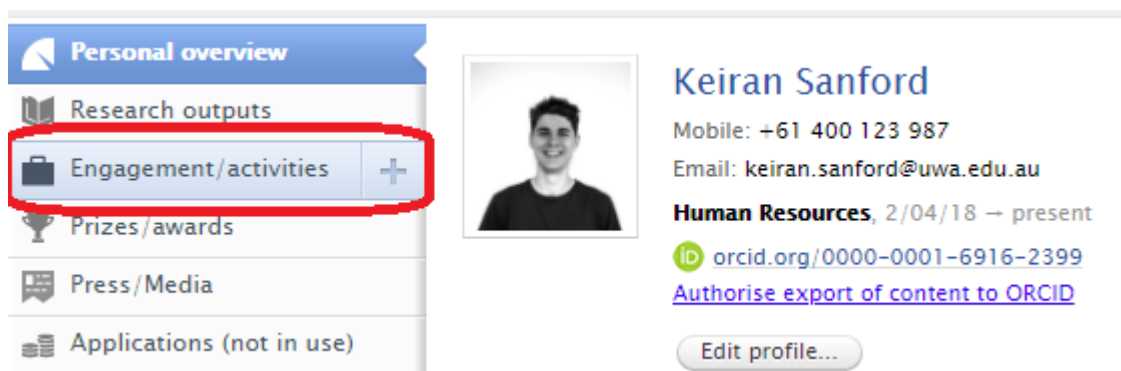 Personal overview
Research outputs
Engagement/activities
Prizes/awards
Press/Media
Applications (not in use)
Keiran Sanford
Mobile: +61 400 123 987
Email: keiran.sanford@uwa.edu.au
Human Resources, 2/04/18 → present
iD orcid.org/0000-0001-6916-2399
Authorise export of content to ORCID
Edit profile...